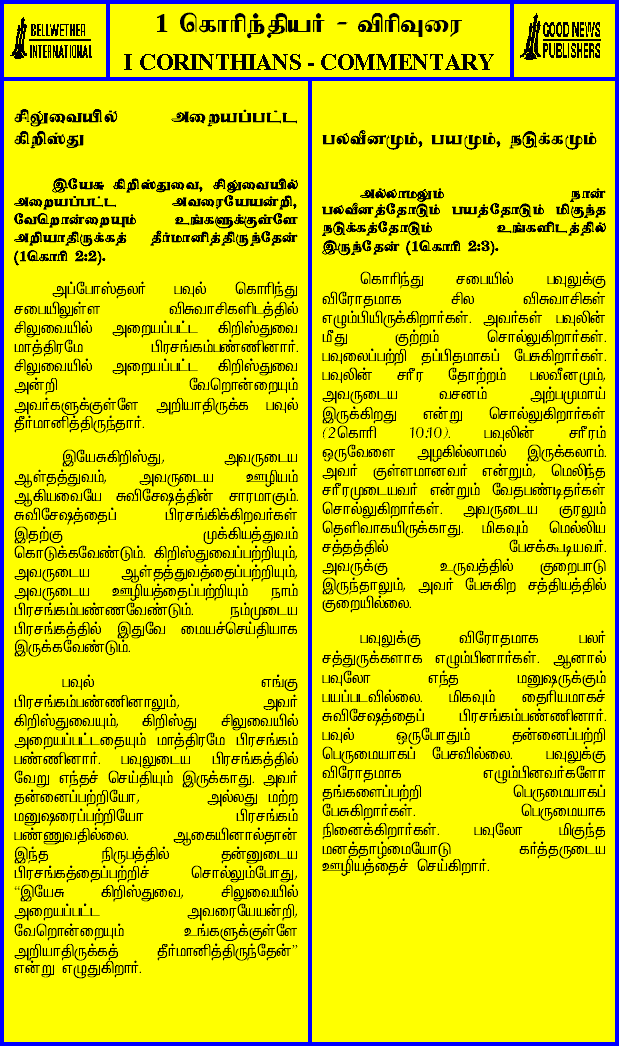 BELLWETHER
INTERNATIONAL
1 கொரிந்தியர் - விரிவுரை
I CORINTHIANS - COMMENTARY
GOOD NEWS
PUBLISHERS
சிலுவையில் அறையப்பட்ட
கிறிஸ்து
இயேசு கிறிஸ்துவை, சிலுவையில்
அறையப்பட்ட அவரையேயன்றி,
வேறொன்றையும் உங்களுக்குள்ளே
அறியாதிருக்கத் தீர்மானித்திருந்தேன்
(1கொரி 2:2).
அப்போஸ்தலர் பவுல் கொரிந்து
சபையிலுள்ள விசுவாசிகளிடத்தில்
சிலுவையில் அறையப்பட்ட கிறிஸ்துவை
மாத்திரமே பிரசங்கம்பண்ணினார்.
சிலுவையில் அறையப்பட்ட கிறிஸ்துவை
அன்றி வேறொன்றையும்
அவர்களுக்குள்ளே அறியாதிருக்க பவுல்
தீர்மானித்திருந்தார்.
இயேசுகிறிஸ்து, அவருடைய
ஆள்தத்துவம், அவருடைய ஊழியம்
ஆகியவையே சுவிசேஷத்தின் சாரமாகும்.
சுவிசேஷத்தைப் பிரசங்கிக்கிறவர்கள்
இதற்கு முக்கியத்துவம்
கொடுக்கவேண்டும். கிறிஸ்துவைப்பற்றியும்,
அவருடைய ஆள்தத்துவத்தைப்பற்றியும்,
அவருடைய ஊழியத்தைப்பற்றியும் நாம்
பிரசங்கம்பண்ணவேண்டும். நம்முடைய
பிரசங்கத்தில் இதுவே மையச்செய்தியாக
இருக்கவேண்டும்.
பவுல் எங்கு
பிரசங்கம்பண்ணினாலும், அவர்
கிறிஸ்துவையும், கிறிஸ்து சிலுவையில்
அறையப்பட்டதையும் மாத்திரமே பிரசங்கம்
பண்ணினார். பவுலுடைய பிரசங்கத்தில்
வேறு எந்தச் செய்தியும் இருக்காது. அவர்
தன்னைப்பற்றியோ, அல்லது மற்ற
மனுஷரைப்பற்றியோ பிரசங்கம்
பண்ணுவதில்லை. ஆகையினால்தான்
இந்த நிருபத்தில் தன்னுடைய
பிரசங்கத்தைப்பற்றிச் சொல்லும்போது,
“இயேசு கிறிஸ்துவை, சிலுவையில்
அறையப்பட்ட அவரையேயன்றி,
வேறொன்றையும் உங்களுக்குள்ளே
அறியாதிருக்கத் தீர்மானித்திருந்தேன்”
என்று எழுதுகிறார்.
பலவீனமும், பயமும், நடுக்கமும்
அல்லாமலும் நான்
பலவீனத்தோடும் பயத்தோடும் மிகுந்த
நடுக்கத்தோடும் உங்களிடத்தில்
இருந்தேன் (1கொரி 2:3).
கொரிந்து சபையில் பவுலுக்கு
விரோதமாக சில விசுவாசிகள்
எழும்பியிருக்கிறார்கள். அவர்கள் பவுலின்
மீது குற்றம் சொல்லுகிறார்கள்.
பவுலைப்பற்றி தப்பிதமாகப் பேசுகிறார்கள்.
பவுலின் சரீர தோற்றம் பலவீனமும்,
அவருடைய வசனம் அற்பமுமாய்
இருக்கிறது என்று சொல்லுகிறார்கள்
(2கொரி 10:10). பவுலின் சரீரம்
ஒருவேளை அழகில்லாமல் இருக்கலாம்.
அவர் குள்ளமானவர் என்றும், மெலிந்த
சரீரமுடையவர் என்றும் வேதபண்டிதர்கள்
சொல்லுகிறார்கள். அவருடைய குரலும்
தெளிவாகயிருக்காது. மிகவும் மெல்லிய
சத்தத்தில் பேசக்கூடியவர்.
அவருக்கு உருவத்தில் குறைபாடு
இருந்தாலும், அவர் பேசுகிற சத்தியத்தில்
குறையில்லை.
பவுலுக்கு விரோதமாக பலர்
சத்துருக்களாக எழும்பினார்கள். ஆனால்
பவுலோ எந்த மனுஷருக்கும்
பயப்படவில்லை. மிகவும் தைரியமாகச்
சுவிசேஷத்தைப் பிரசங்கம்பண்ணினார்.
பவுல் ஒருபோதும் தன்னைப்பற்றி
பெருமையாகப் பேசவில்லை. பவுலுக்கு
விரோதமாக எழும்பினவர்களோ
தங்களைப்பற்றி பெருமையாகப்
பேசுகிறார்கள். பெருமையாக
நினைக்கிறார்கள். பவுலோ மிகுந்த
மனத்தாழ்மையோடு கர்த்தருடைய
ஊழியத்தைச் செய்கிறார்.